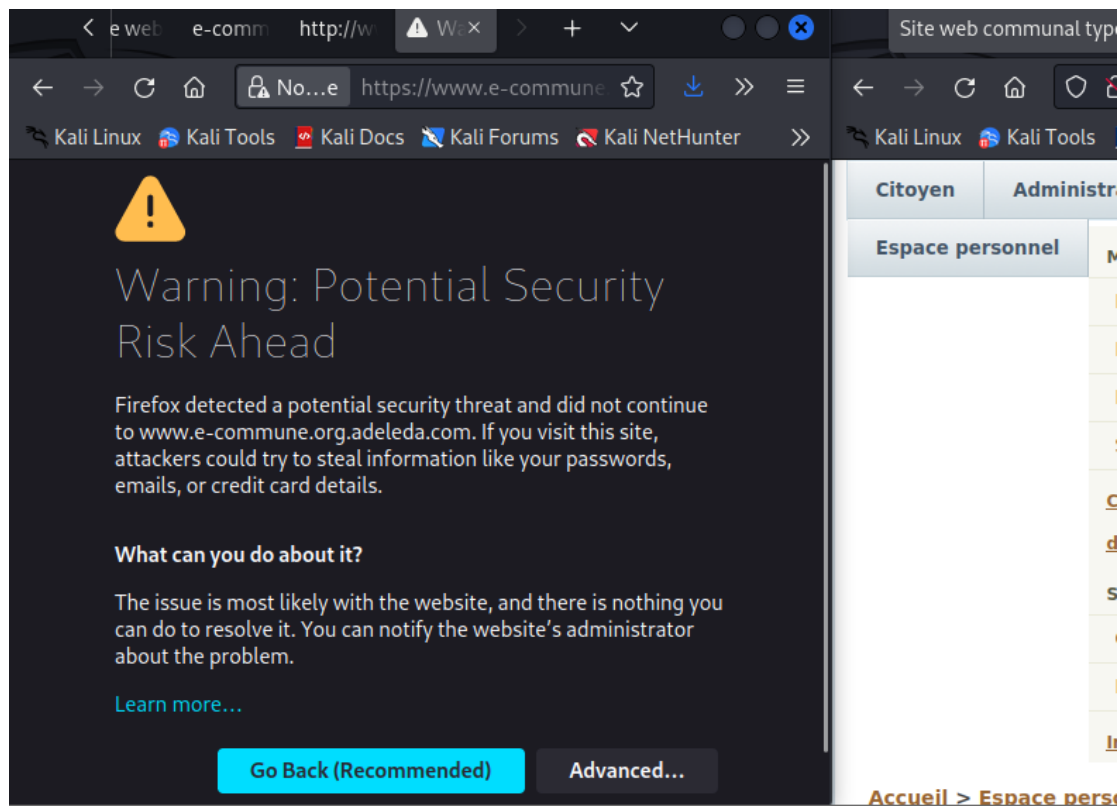 e web e-comm http://w Wa
Site web communal type
No...e https://www.e-commune
Kali Linux Kali Tools Kali Docs Kali Forums Kali NetHunter
Kali Linux Kali Tools
Warning: Potential Security
Risk Ahead
Firefox detected a potential security threat and did not continue
to www.e-commune.org.adeleda.com. If you visit this site,
attackers could try to steal information like your passwords,
emails, or credit card details.
What can you do about it?
The issue is most likely with the website, and there is nothing you
can do to resolve it. You can notify the website's administrator
about the problem.
Learn more...
Go Back (Recommended) Advanced...
Citoyen Administra
Espace personnel
Accueil > Espace perso